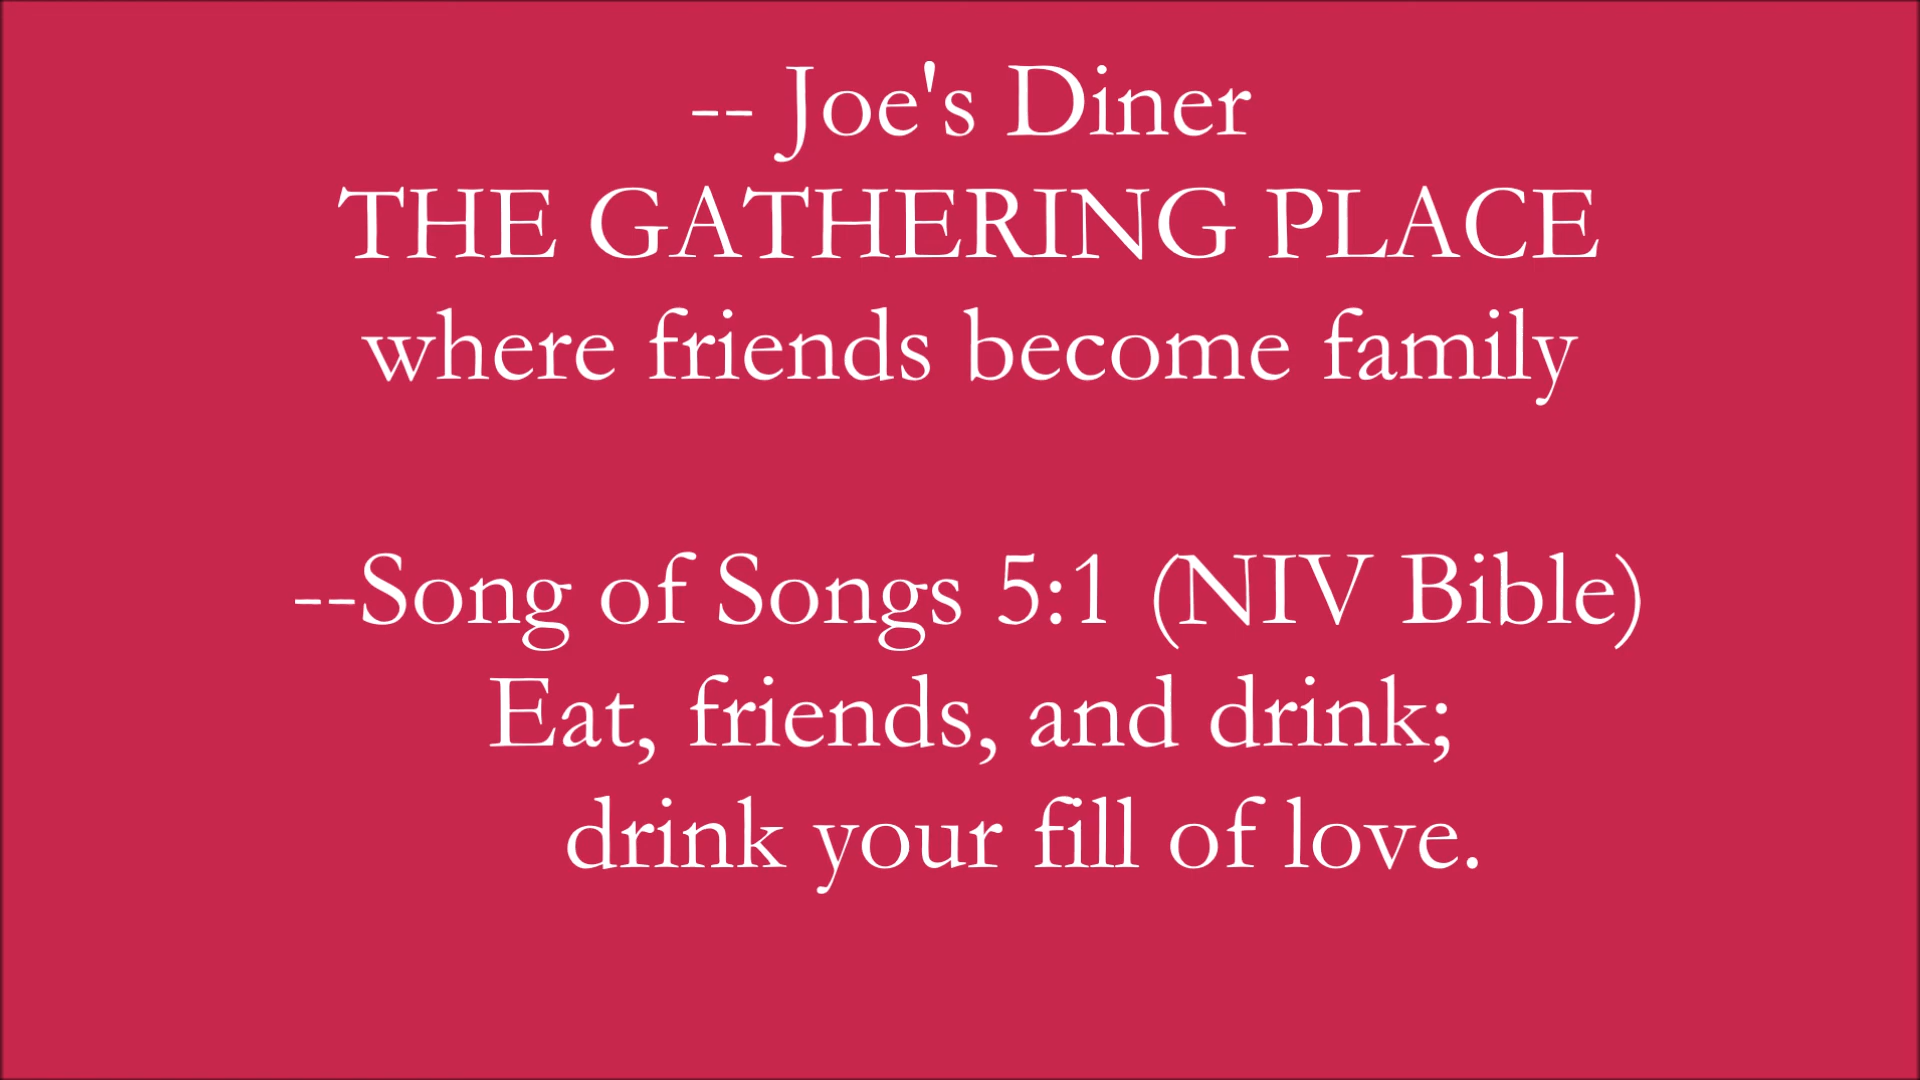 -- Joe's Diner
THE GATHERING PLACE
where friends become family
--Song of Songs 5:1 (NIV Bible)
Eat, friends, and drink;
drink your fill of love.